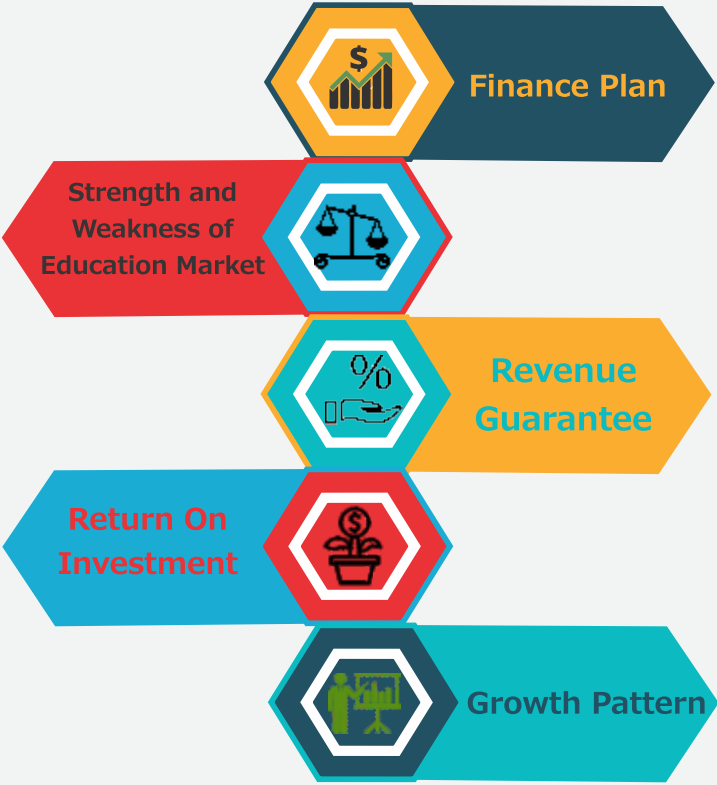 $
Finance Plan
Strength and
Weakness of
Education Market
%
Revenue
Guarantee
$
Return On
Investment
Growth Pattern